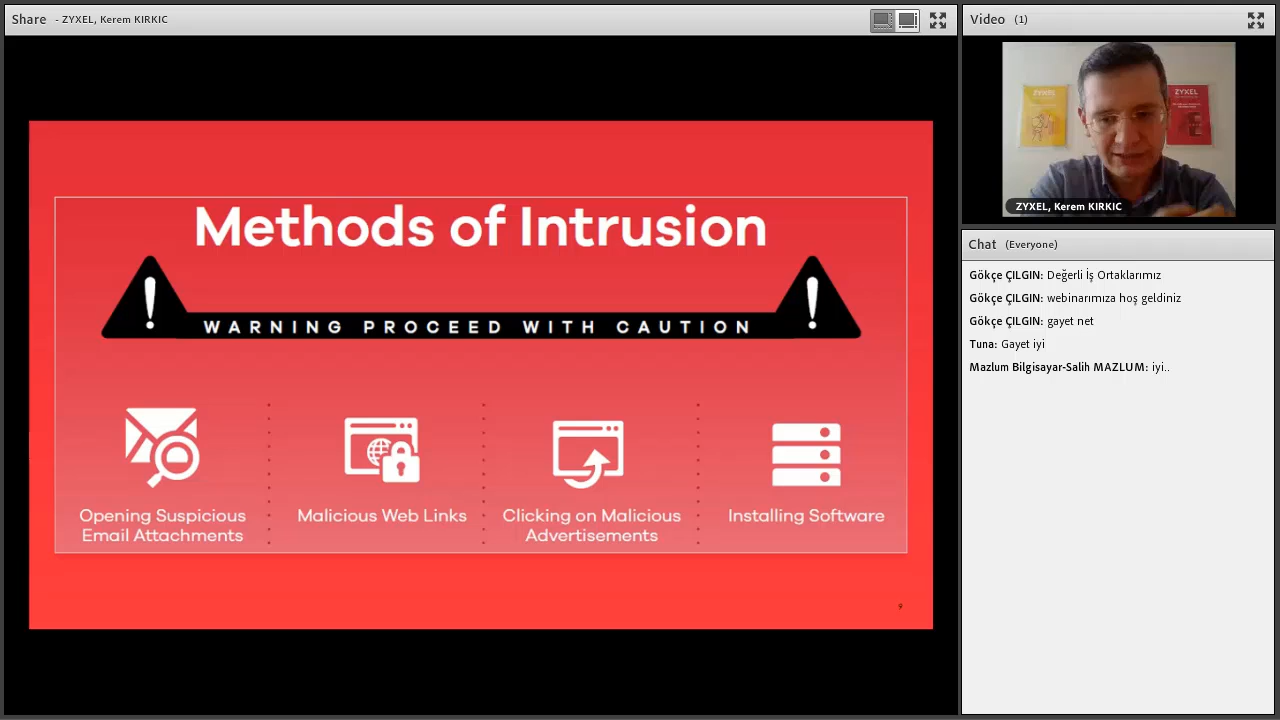 Share - ZYXEL, Kerem KIRKIC
Methods of Intrusion
WARNING PROCEED WITH CAUTION
Opening Suspicious
Email Attachments
Malicious Web Links
Clicking on Malicious
Advertisements
Installing Software
9
Video (1)
ZYXEL
ZYXEL
ZYXEL, Kerem KIRKIC
Chat (Everyone)
Gökçe ÇILGIN: Değerli İş Ortaklarımız
Gökçe ÇILGIN: webinarımıza hoş geldiniz
Gökçe ÇILGIN: gayet net
Tuna: Gayet iyi
Mazlum Bilgisayar-Salih MAZLUM: iyi..